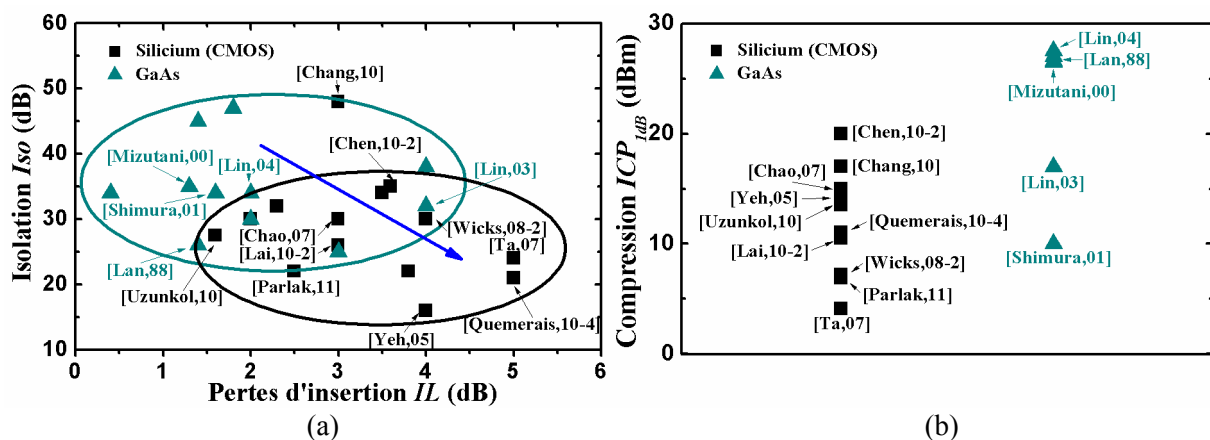 60
50
40
30
20
10
0
1
2
3
4
5
6
Isolation Iso (dB)
Pertes d'insertion IL (dB)
Silicium (CMOS)
GaAs
[Chang,10]
[Chen,10-2]
[Mizutani,00]
[Lin,04]
[Lin,03]
[Shimura,01]
[Chao,07]
[Wicks,08-2]
[Lai,10-2]
[Ta,07]
[Lan,88]
[Uzunkol,10]
[Parlak,11]
[Yeh,05]
[Quemerais,10-4]
(a)
30
20
10
0
Compression ICP1dB (dBm)
Silicium (CMOS)
GaAs
[Lin,04]
[Lan,88]
[Mizutani,00]
[Chen,10-2]
[Chao,07]
[Chang,10]
[Yeh,05]
[Lin,03]
[Uzunkol,10]
[Quemerais,10-4]
[Lai,10-2]
[Shimura,01]
[Wicks,08-2]
[Parlak,11]
[Ta,07]
(b)